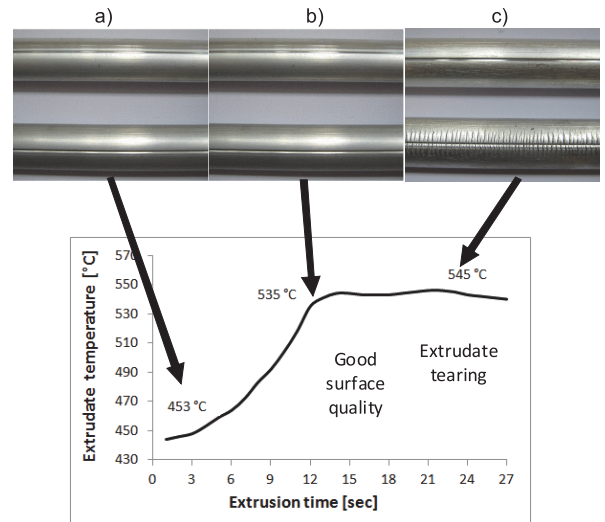 a)
b)
c)
Extrudate temperature [°C]
570
550
530
510
490
470
450
430
535 °C
545 °C
453 °C
Good
surface
quality
Extrudate
tearing
0 3 6 9 12 15 18 21 24 27
Extrusion time [sec]